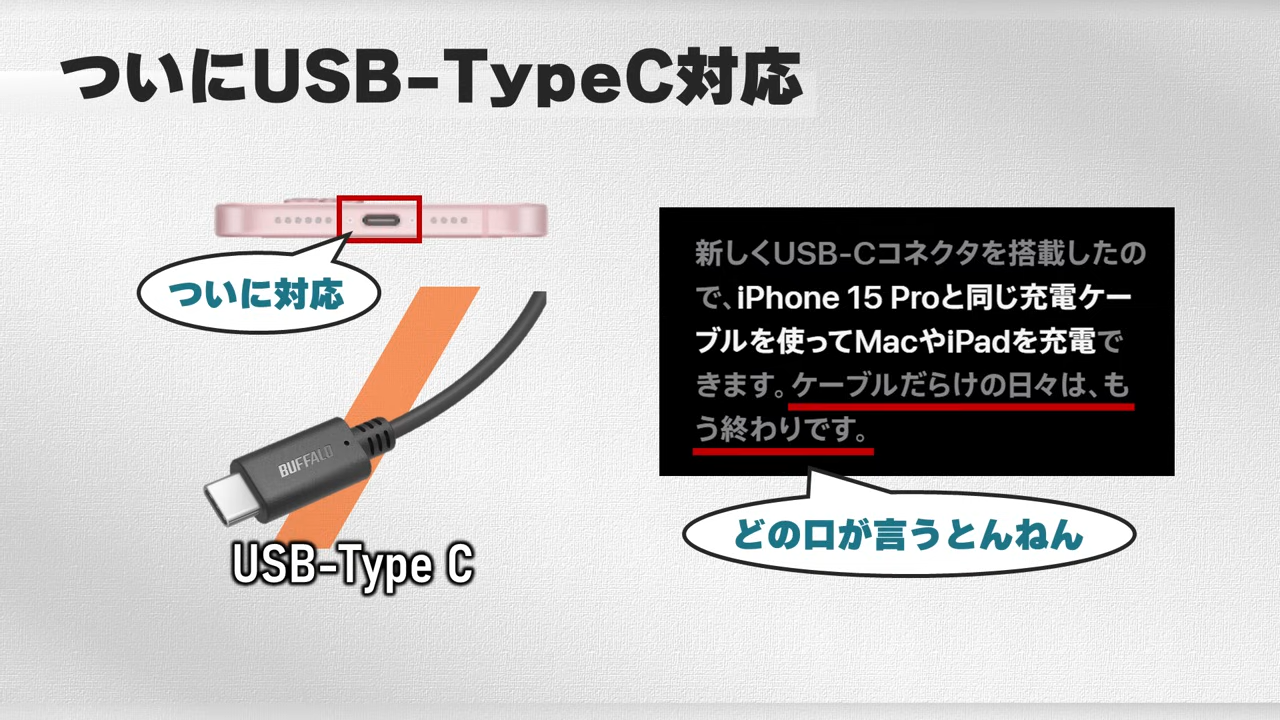 ついにUSB-TypeC対応
ついに対応
BUFFALO
USB-Type C
新しくUSB-Cコネクタを搭載したの
で、iPhone 15 Proと同じ充電ケー
ブルを使ってMacやiPadを充電で
きます。ケーブルだらけの日々は、も
う終わりです。
どの口が言うとんねん